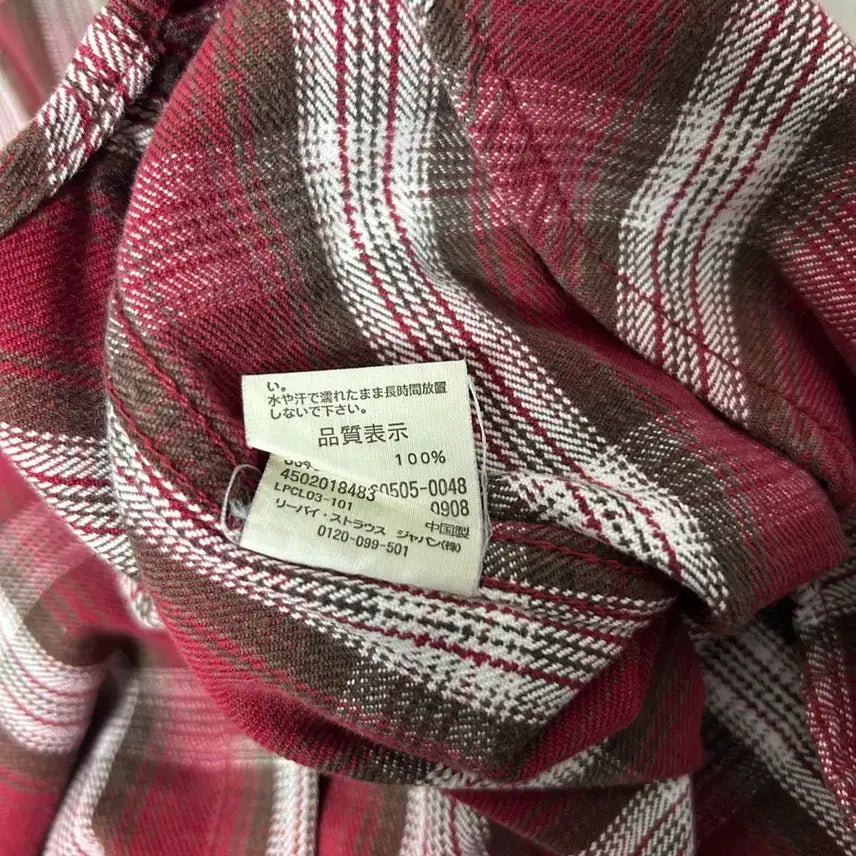 い。
水や汗で濡れたまま長時間放置
しないで下さい。
品質表示
100%
4502018483
60505-0048
LPCL03-101
0908
リーバイ・ストラウス ジャパン(株)
中国製
0120-099-501